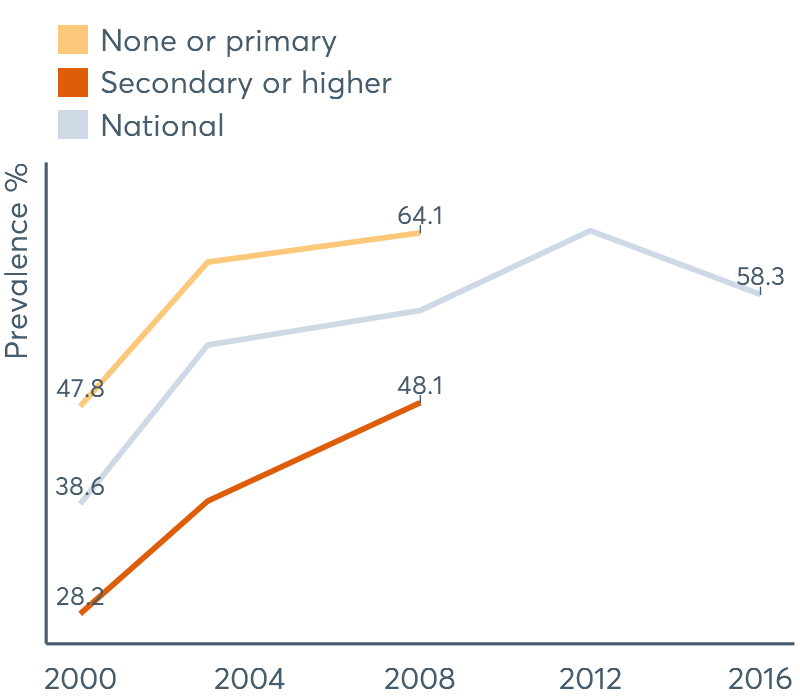 None or primary
Secondary or higher
National
Prevalence %
64.1
58.3
47.8
48.1
38.6
28.2
2000 2004 2008 2012 2016